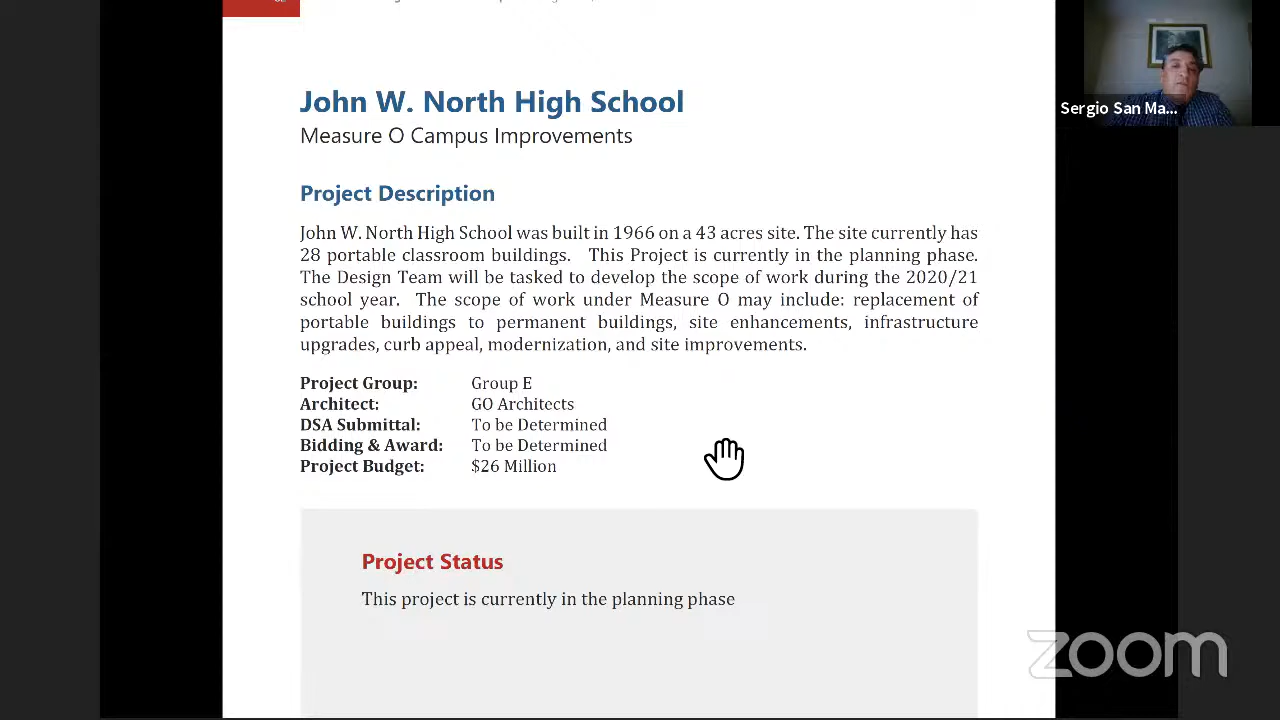 John W. North High School
Measure O Campus Improvements
Sergio San Ma...
Project Description
John W. North High School was built in 1966 on a 43 acres site. The site currently has
28 portable classroom buildings. This Project is currently in the planning phase.
The Design Team will be tasked to develop the scope of work during the 2020/21
school year. The scope of work under Measure O may include: replacement of
portable buildings to permanent buildings, site enhancements, infrastructure
upgrades, curb appeal, modernization, and site improvements.
Project Group: Group E
Architect: GO Architects
DSA Submittal: To be Determined
Bidding & Award: To be Determined
Project Budget: $26 Million
Project Status
This project is currently in the planning phase
zoom